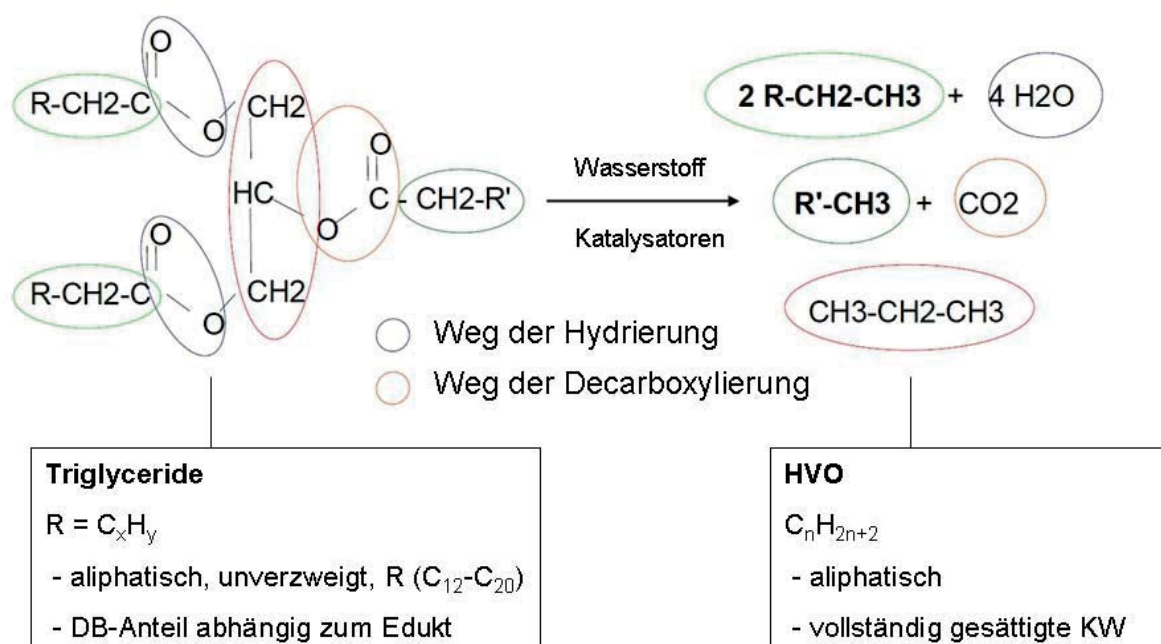 O
R-CH2-C
O
CH2
O
HC
C
CH2-R'
O
O
R-CH2-C
O
CH2
Wasserstoff
Katalysatoren
2 R-CH2-CH3 + 4 H2O
R'-CH3 + CO2
CH3-CH2-CH3
Weg der Hydrierung
Weg der Decarboxylierung
Triglyceride
R = CxHy
- aliphatisch, unverzweigt, R (C12-C20)
- DB-Anteil abhängig zum Edukt
HVO
CnH2n+2
- aliphatisch
- vollständig gesättigte KW